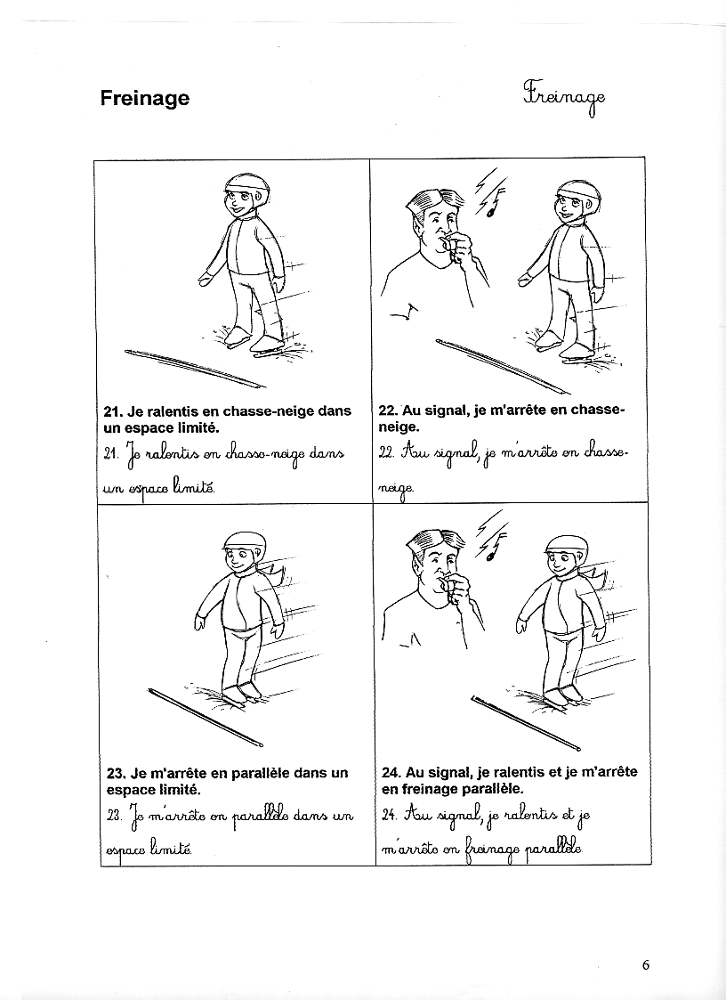 Freinage
Freinage
21. Je ralentis en chasse-neige dans
un espace limité.
21. Je ralentis en chasse-neige dans
un espace limité.
22. Au signal, je m'arrête en chasse-
neige.
22. Au signal, je m'arrête en chasse-
neige.
23. Je m'arrête en parallèle dans un
espace limité.
23. Je m'arrête en parallèle dans un
espace limité.
24. Au signal, je ralentis et je m'arrête
en freinage parallèle.
24. Au signal, je ralentis et je
m'arrête en freinage parallèle.
6